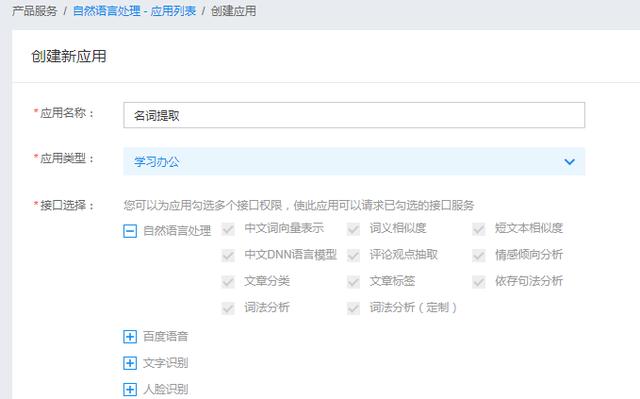 产品服务 / 自然语言处理 - 应用列表 / 创建应用
创建新应用
*应用名称： 名词提取
*应用类型： 学习办公
*接口选择： 您可以为应用勾选多个接口权限，使此应用可以请求已勾选的接口服务
自然语言处理 中文词向量表示 词义相似度 短文本相似度
中文DNN语言模型 评论观点抽取 情感倾向分析
文章分类 文章标签 依存句法分析
词法分析 词法分析（定制）
百度语音
文字识别
人脸识别